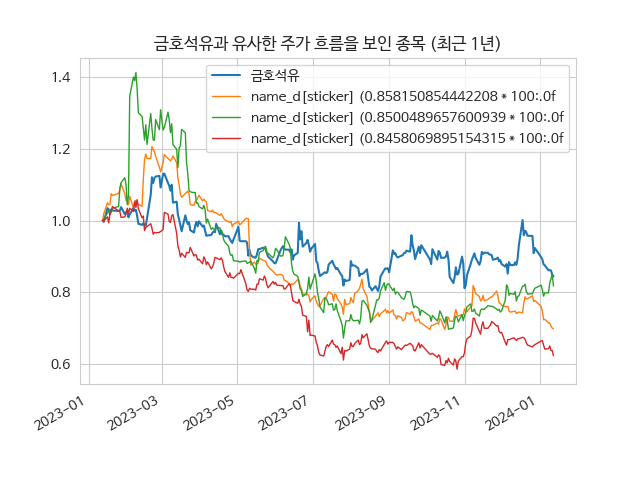 금호석유과 유사한 주가 흐름을 보인 종목 (최근 1년)
금호석유
name_d[sticker] (0.858150854442208 * 100:.0f
name_d[sticker] (0.8500489657600939 * 100:.0f
name_d[sticker] (0.8458069895154315 * 100:.0f
1.4
1.2
1.0
0.8
0.6
2023-01
2023-03
2023-05
2023-07
2023-09
2023-11
2024-01